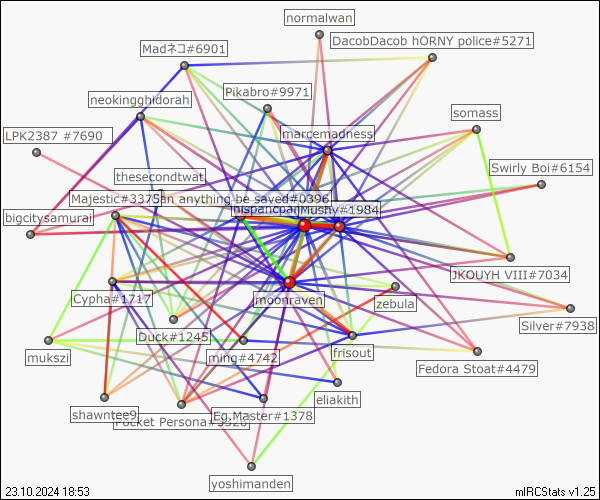 normalwan
DacobDacob hORNY police#5271
Madネコ#6901
Pikabro#9971
neokingghidorah
somass
marcemadness
LPK2387 #7690
Swirly Boi#6154
thesecondtwat
Majestic#3375
an anything be saved#0396
Mushy#1984
bigcitysamurai
JKOUYH VIII#7034
moonraven
Cypha#1717
zebula
Silver#7938
Duck#1245
mukszi
ming#4742
frisout
Fedora Stoat#4479
eliakith
shawntee9
Pocket Persona
Eg.Master#1378
yoshimanden
23.10.2024 18:53
mIRCStats v1.25